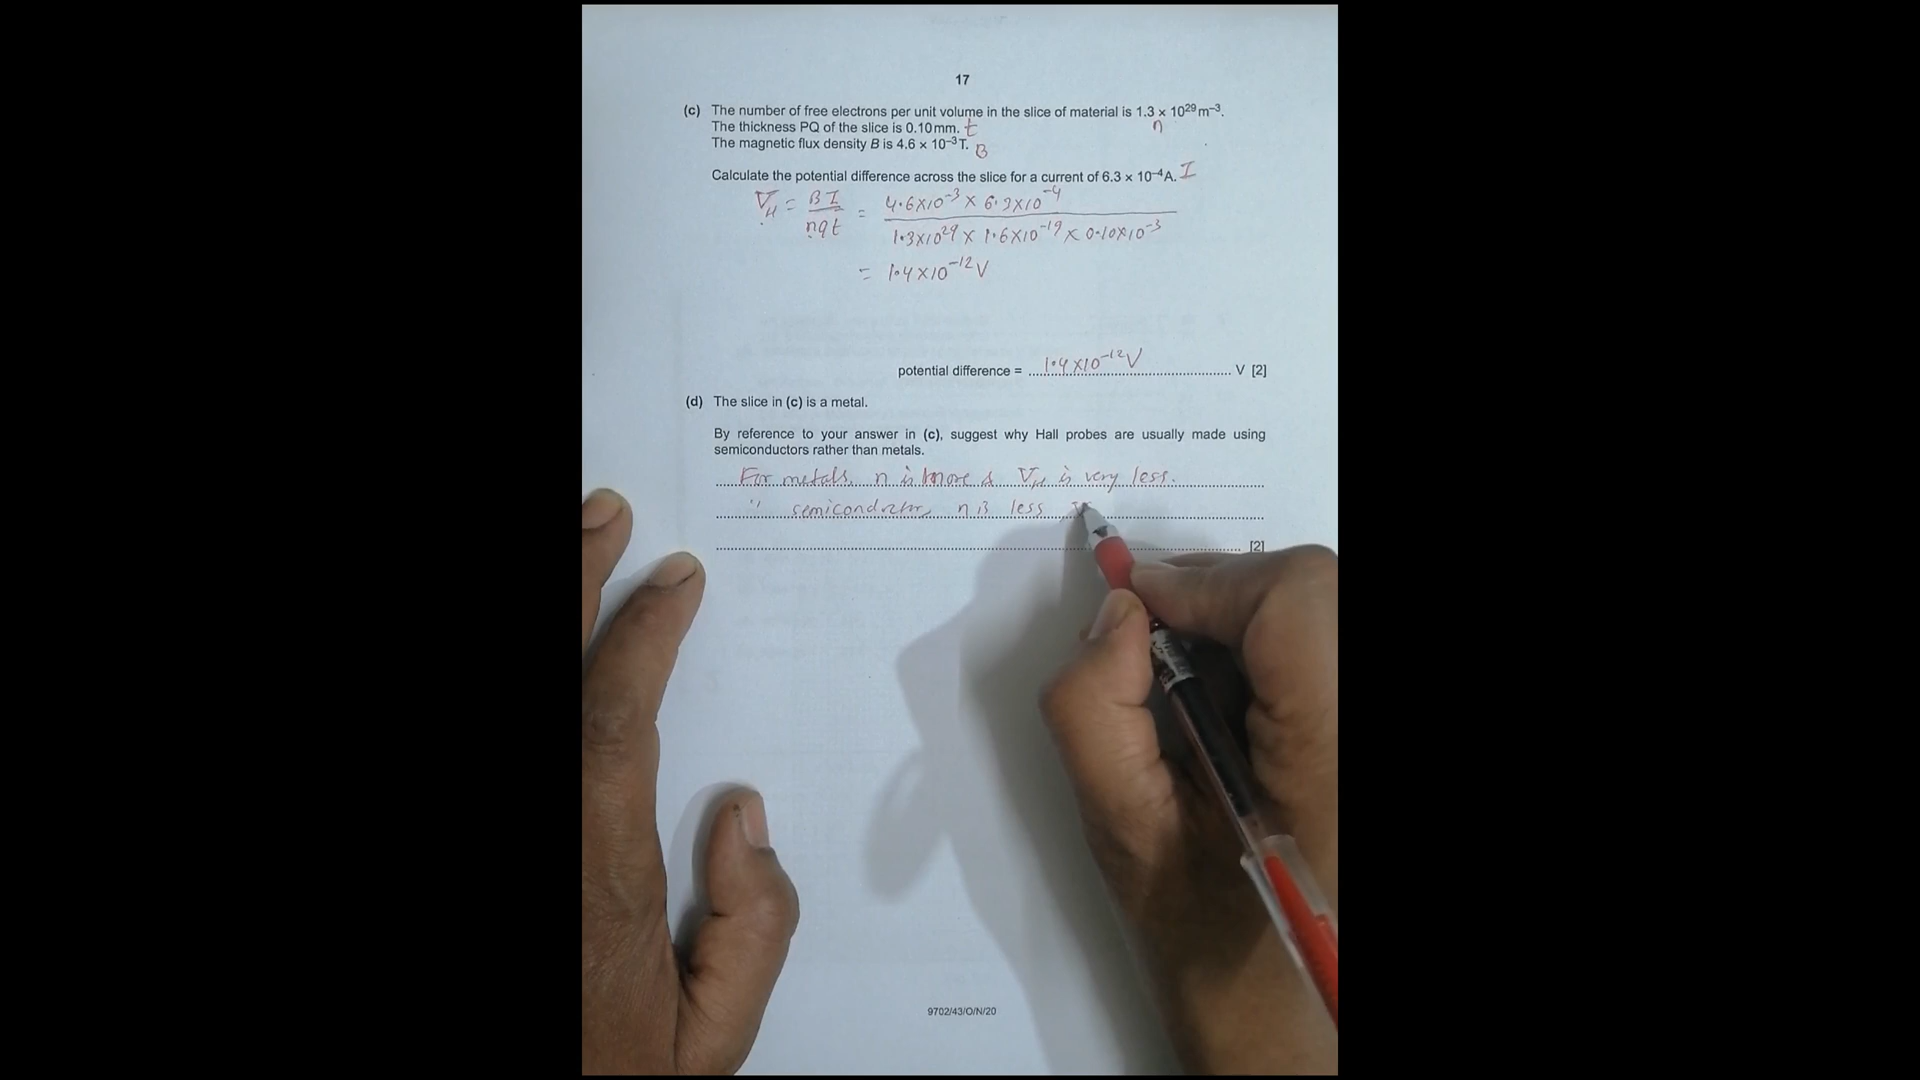 17
(c) The number of free electrons per unit volume in the slice of material is 1.3 × 10²⁹ m⁻³.
n
The thickness PQ of the slice is 0.10 mm. t
The magnetic flux density B is 4.6 × 10⁻³ T. B
Calculate the potential difference across the slice for a current of 6.3 × 10⁻⁴ A. I
V_H = BI / nqt = 4.6×10⁻³ × 6.3×10⁻⁴ / 1.3×10²⁹ × 1.6×10⁻¹⁹ × 0.10×10⁻³
= 1.4×10⁻¹² V
potential difference = 1.4×10⁻¹² V V [2]
(d) The slice in (c) is a metal.
By reference to your answer in (c), suggest why Hall probes are usually made using
semiconductors rather than metals.
For metals, n is more & V_H is very less.
" semiconductors n is less V
[2]
9702/43/O/N/20